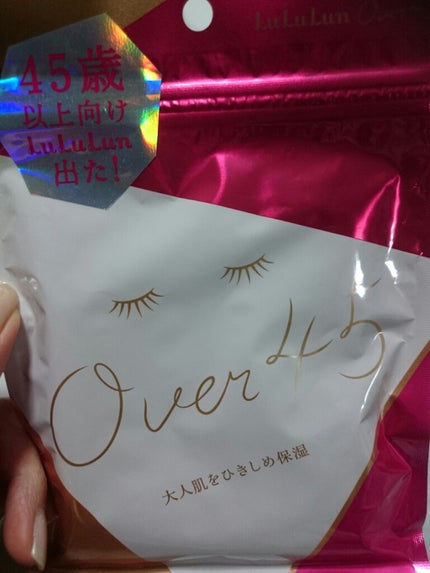 LuLuLun Over45
45歳
以上向け
LuLuLun
出た!
Over45
大人肌をひきしめ保湿